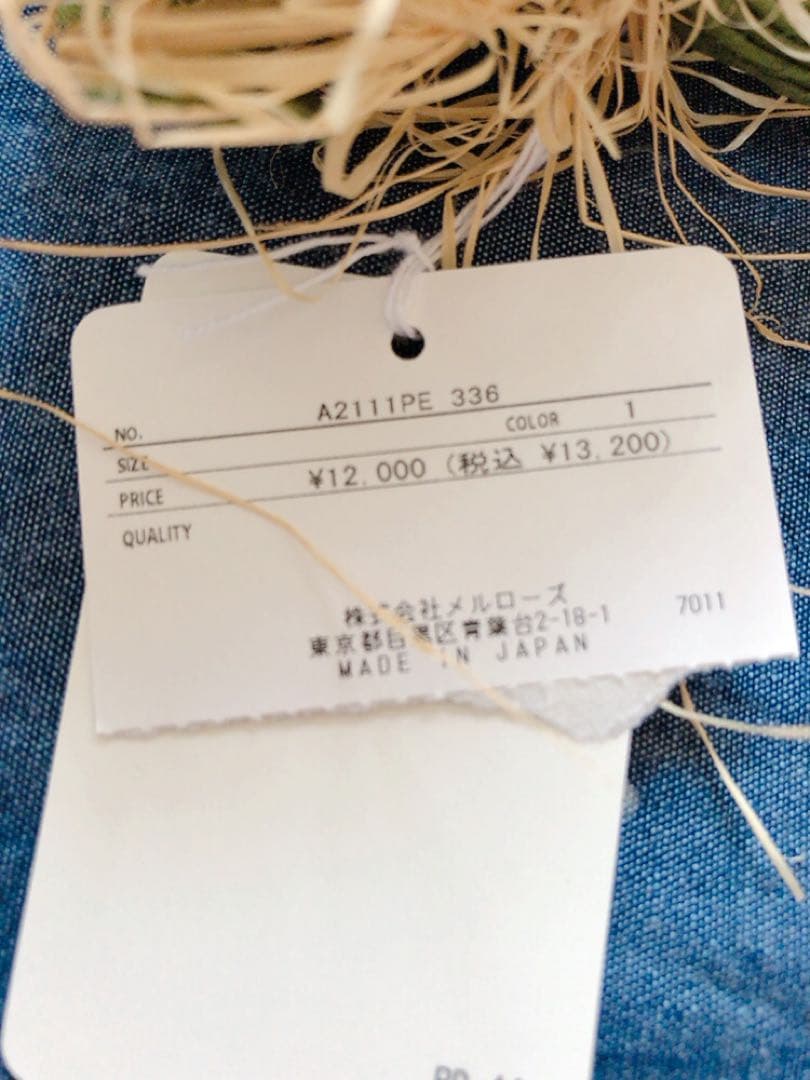 NO. A2111PE 336
SIZE COLOR 1
PRICE ¥12,000 (税込 ¥13,200)
QUALITY
株式会社メルローズ 7011
東京都目黒区青葉台2-18-1
MADE IN JAPAN